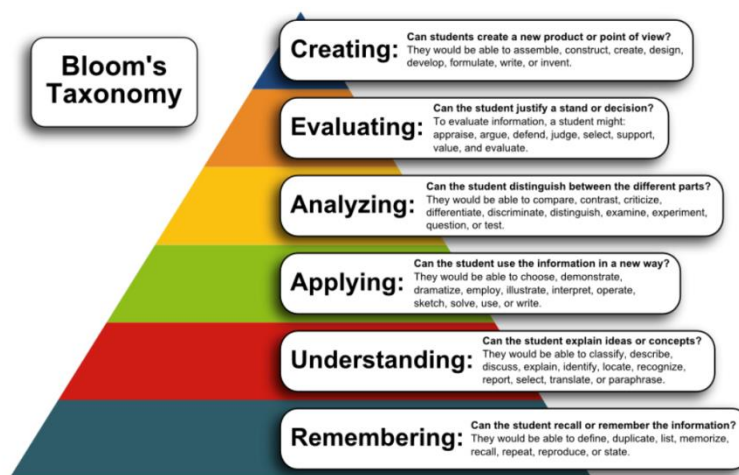 Bloom's
Taxonomy
Creating:
Can students create a new product or point of view?
They would be able to assemble, construct, create, design,
develop, formulate, write, or invent.
Evaluating:
Can the student justify a stand or decision?
To evaluate information, a student might:
appraise, argue, defend, judge, select, support,
value, and evaluate.
Analyzing:
Can the student distinguish between the different parts?
They would be able to compare, contrast, criticize,
differentiate, discriminate, distinguish, examine, experiment,
question, or test.
Applying:
Can the student use the information in a new way?
They would be able to choose, demonstrate,
dramatize, employ, illustrate, interpret, operate,
sketch, solve, use, or write.
Understanding:
Can the student explain ideas or concepts?
They would be able to classify, describe,
discuss, explain, identify, locate, recognize,
report, select, translate, or paraphrase.
Remembering:
Can the student recall or remember the information?
They would be able to define, duplicate, list, memorize,
recall, repeat, reproduce, or state.